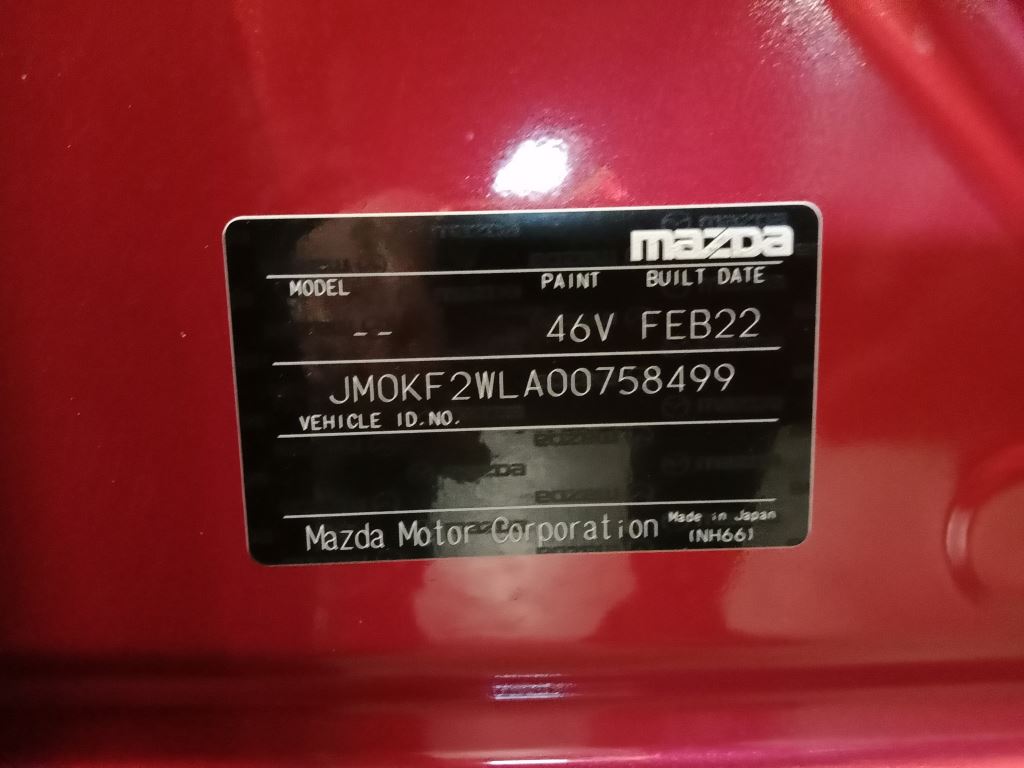 mazda
MODEL PAINT BUILT DATE
-- 46V FEB22
JM0KF2WLA00758499
VEHICLE ID.NO.
Mazda Motor Corporation Made in Japan
(NH66)